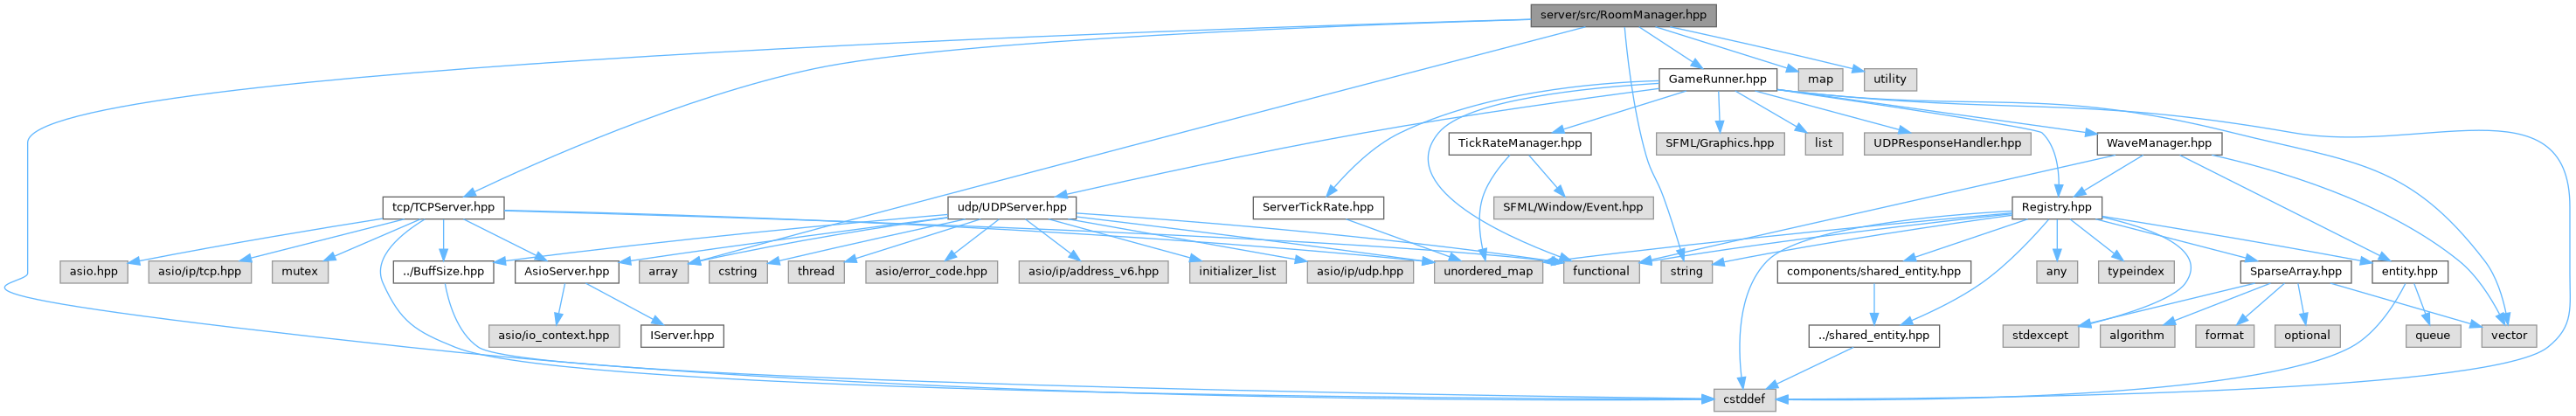 server/src/RoomManager.hpp
GameRunner.hpp
map
utility
TickRateManager.hpp
SFML/Graphics.hpp
list
UDPResponseHandler.hpp
WaveManager.hpp
tcp/TCPServer.hpp
udp/UDPServer.hpp
ServerTickRate.hpp
SFML/Window/Event.hpp
Registry.hpp
asio.hpp
asio/ip/tcp.hpp
mutex
../BuffSize.hpp
AsioServer.hpp
array
cstring
thread
asio/error_code.hpp
asio/ip/address_v6.hpp
initializer_list
asio/ip/udp.hpp
unordered_map
functional
string
components/shared_entity.hpp
any
typeindex
SparseArray.hpp
entity.hpp
asio/io_context.hpp
IServer.hpp
../shared_entity.hpp
stdexcept
algorithm
format
optional
queue
vector
cstddef